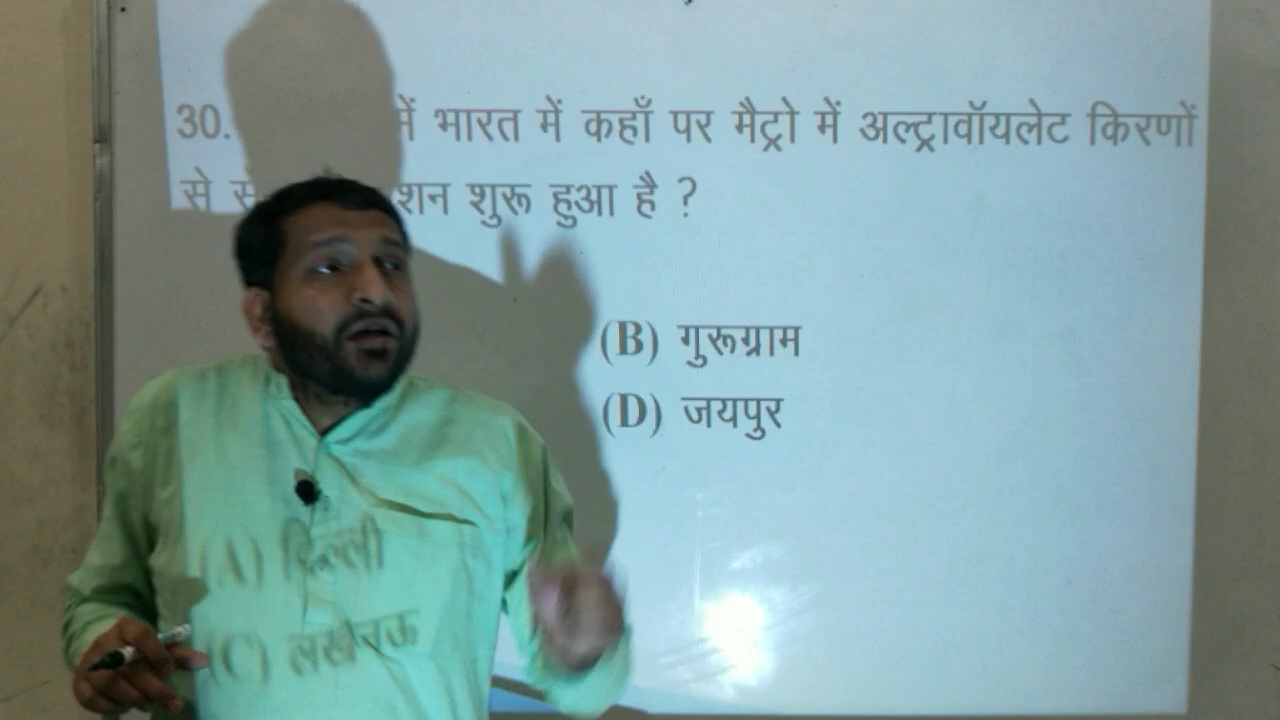 30. में भारत में कहाँ पर मैट्रो में अल्ट्रावॉयलेट किरणों
से शन शुरू हुआ है ?
(A) दिल्ली (B) गुरूग्राम
(C) लखनऊ (D) जयपुर